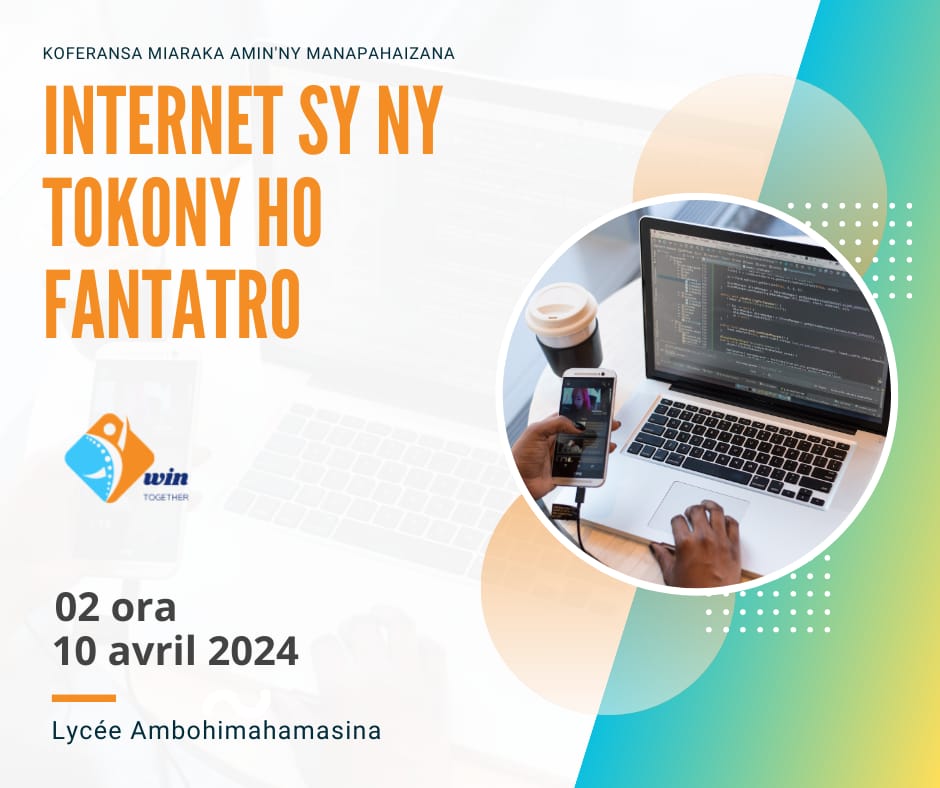 KOFERANSA MIARAKA AMIN'NY MANAPAHAIZANA
INTERNET SY NY
TOKONY HO
FANTATRO
win
TOGETHER
02 ora
10 avril 2024
Lycée Ambohimahamasina